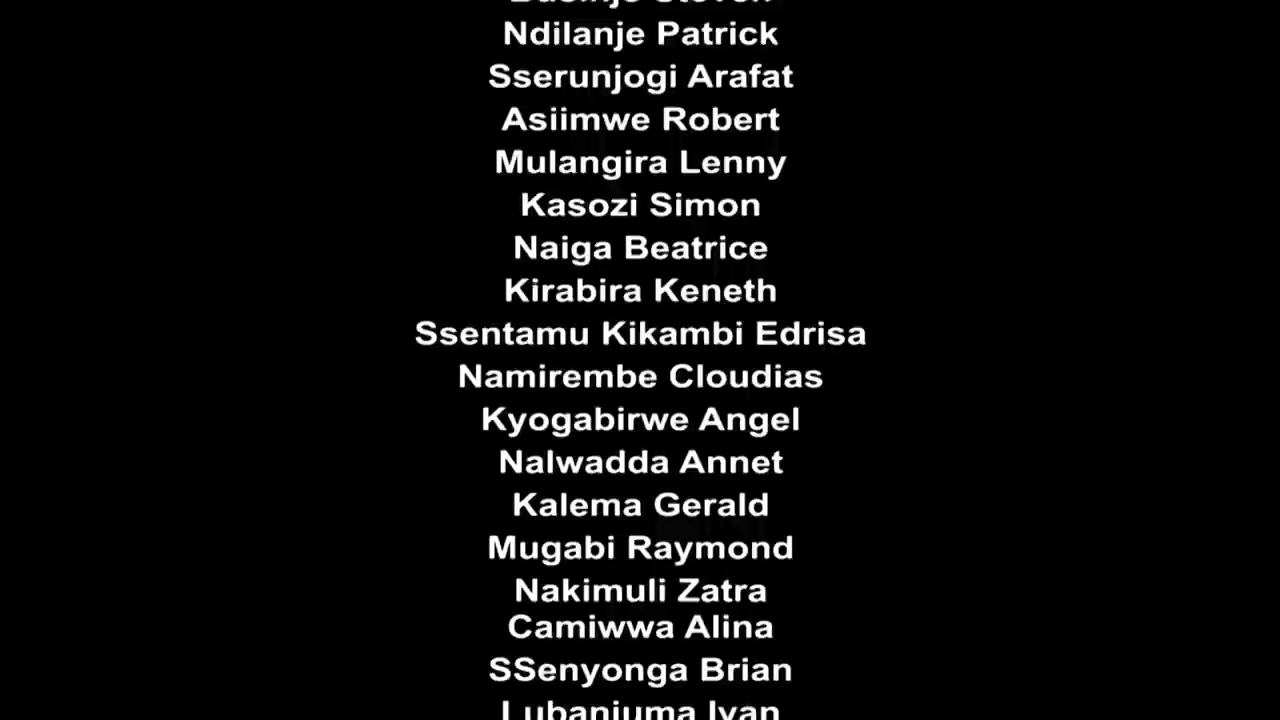 Ndilanje Patrick
Sserunjogi Arafat
Asiimwe Robert
Mulangira Lenny
Kasozi Simon
Naiga Beatrice
Kirabira Keneth
Ssentamu Kikambi Edrisa
Namirembe Cloudias
Kyogabirwe Angel
Nalwadda Annet
Kalema Gerald
Mugabi Raymond
Nakimuli Zatra
Camiwwa Alina
SSenyonga Brian
Ivan